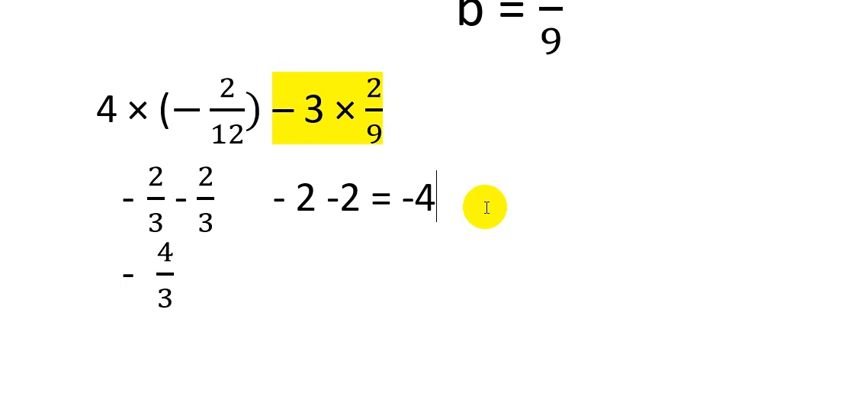 b = — 9
4 × (− 2/12) − 3 × 2/9
- 2/3 - 2/3 - 2 -2 = -4
- 4/3